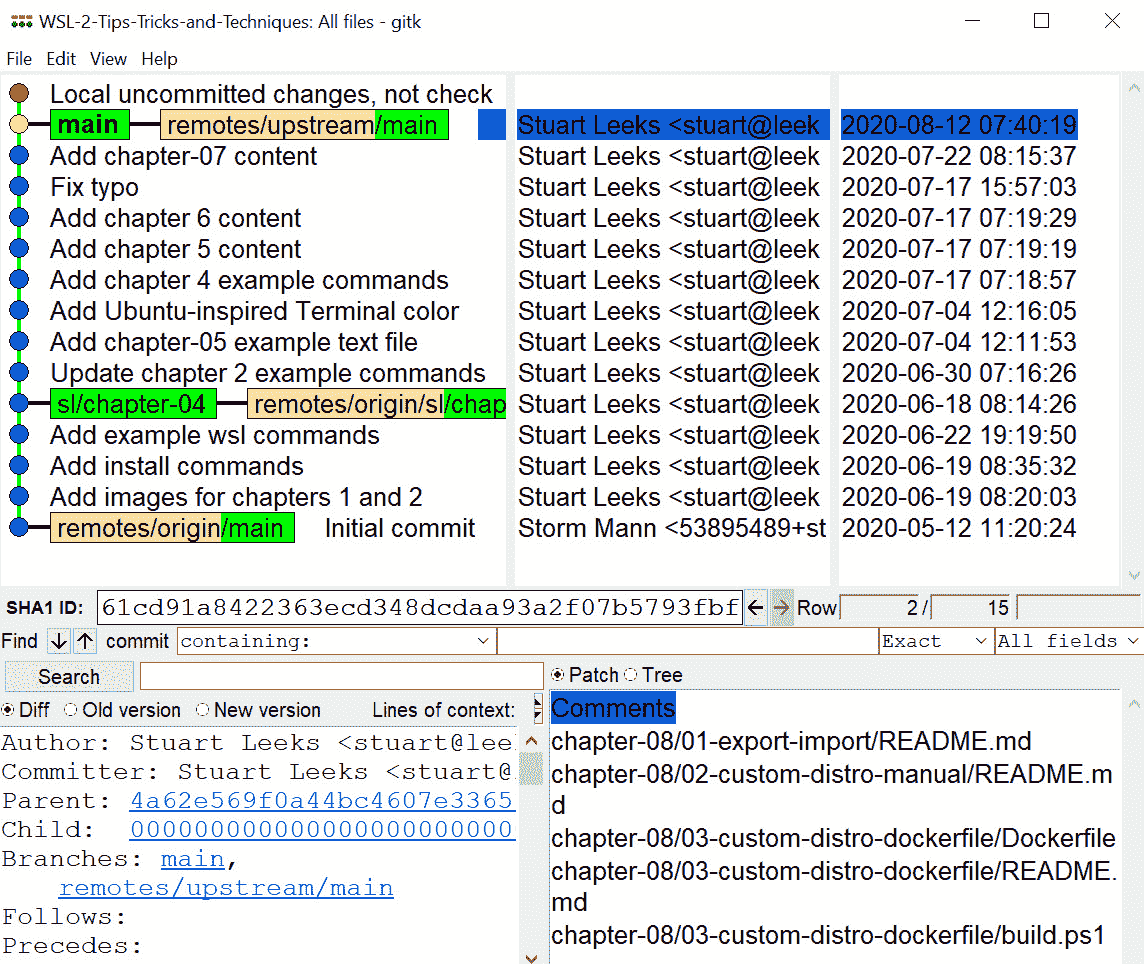 WSL-2-Tips-Tricks-and-Techniques: All files - gitk
File Edit View Help
Local uncommitted changes, not check
main remotes/upstream/main Stuart Leeks <stuart@leek 2020-08-12 07:40:19
Add chapter-07 content Stuart Leeks <stuart@leek 2020-07-22 08:15:37
Fix typo Stuart Leeks <stuart@leek 2020-07-17 15:57:03
Add chapter 6 content Stuart Leeks <stuart@leek 2020-07-17 07:19:29
Add chapter 5 content Stuart Leeks <stuart@leek 2020-07-17 07:19:19
Add chapter 4 example commands Stuart Leeks <stuart@leek 2020-07-17 07:18:57
Add Ubuntu-inspired Terminal color Stuart Leeks <stuart@leek 2020-07-04 12:16:05
Add chapter-05 example text file Stuart Leeks <stuart@leek 2020-07-04 12:11:53
Update chapter 2 example commands Stuart Leeks <stuart@leek 2020-06-30 07:16:26
sl/chapter-04 remotes/origin/sl/chap Stuart Leeks <stuart@leek 2020-06-18 08:14:26
Add example wsl commands Stuart Leeks <stuart@leek 2020-06-22 19:19:50
Add install commands Stuart Leeks <stuart@leek 2020-06-19 08:35:32
Add images for chapters 1 and 2 Stuart Leeks <stuart@leek 2020-06-19 08:20:03
remotes/origin/main Initial commit Storm Mann <53895489+st 2020-05-12 11:20:24
SHA1 ID: 61cd91a8422363ecd348dcdaa93a2f07b5793fbf Row 2 / 15
Find commit containing: Exact All fields
Search
Diff Old version New version Lines of context:
Author: Stuart Leeks <stuart@lee
Committer: Stuart Leeks <stuart@
Parent: 4a62e569f0a44bc4607e3365
Child: 000000000000000000000000
Branches: main,
remotes/upstream/main
Follows:
Precedes:
Patch Tree
Comments
chapter-08/01-export-import/README.md
chapter-08/02-custom-distro-manual/README.m
d
chapter-08/03-custom-distro-dockerfile/Dockerfile
chapter-08/03-custom-distro-dockerfile/README.
md
chapter-08/03-custom-distro-dockerfile/build.ps1